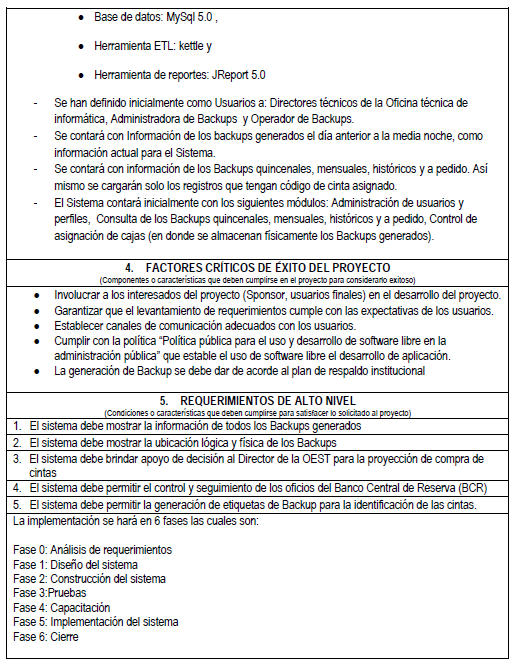 ● Base de datos: MySql 5.0 ,
● Herramienta ETL: kettle y
● Herramienta de reportes: JReport 5.0
- Se han definido inicialmente como Usuarios a: Directores técnicos de la Oficina técnica de
informática, Administradora de Backups y Operador de Backups.
- Se contará con Información de los backups generados el día anterior a la media noche, como
información actual para el Sistema.
- Se contará con información de los Backups quincenales, mensuales, históricos y a pedido. Así
mismo se cargarán solo los registros que tengan código de cinta asignado.
- El Sistema contará inicialmente con los siguientes módulos: Administración de usuarios y
perfiles, Consulta de los Backups quincenales, mensuales, históricos y a pedido, Control de
asignación de cajas (en donde se almacenan físicamente los Backups generados).
4. FACTORES CRÍTICOS DE ÉXITO DEL PROYECTO
(Componentes o características que deben cumplirse en el proyecto para considerarlo exitoso)
● Involucrar a los interesados del proyecto (Sponsor, usuarios finales) en el desarrollo del proyecto.
● Garantizar que el levantamiento de requerimientos cumple con las expectativas de los usuarios.
● Establecer canales de comunicación adecuados con los usuarios.
● Cumplir con la política “Política pública para el uso y desarrollo de software libre en la
administración pública” que estable el uso de software libre el desarrollo de aplicación.
● La generación de Backup se debe dar de acorde al plan de respaldo institucional
5. REQUERIMIENTOS DE ALTO NIVEL
(Condiciones o características que deben cumplirse para satisfacer lo solicitado al proyecto)
1. El sistema debe mostrar la información de todos los Backups generados
2. El sistema debe mostrar la ubicación lógica y física de los Backups
3. El sistema debe brindar apoyo de decisión al Director de la OEST para la proyección de compra de
cintas
4. El sistema debe permitir el control y seguimiento de los oficios del Banco Central de Reserva (BCR)
5. El sistema debe permitir la generación de etiquetas de Backup para la identificación de las cintas.
La implementación se hará en 6 fases las cuales son:
Fase 0: Análisis de requerimientos
Fase 1: Diseño del sistema
Fase 2: Construcción del sistema
Fase 3:Pruebas
Fase 4: Capacitación
Fase 5: Implementación del sistema
Fase 6: Cierre